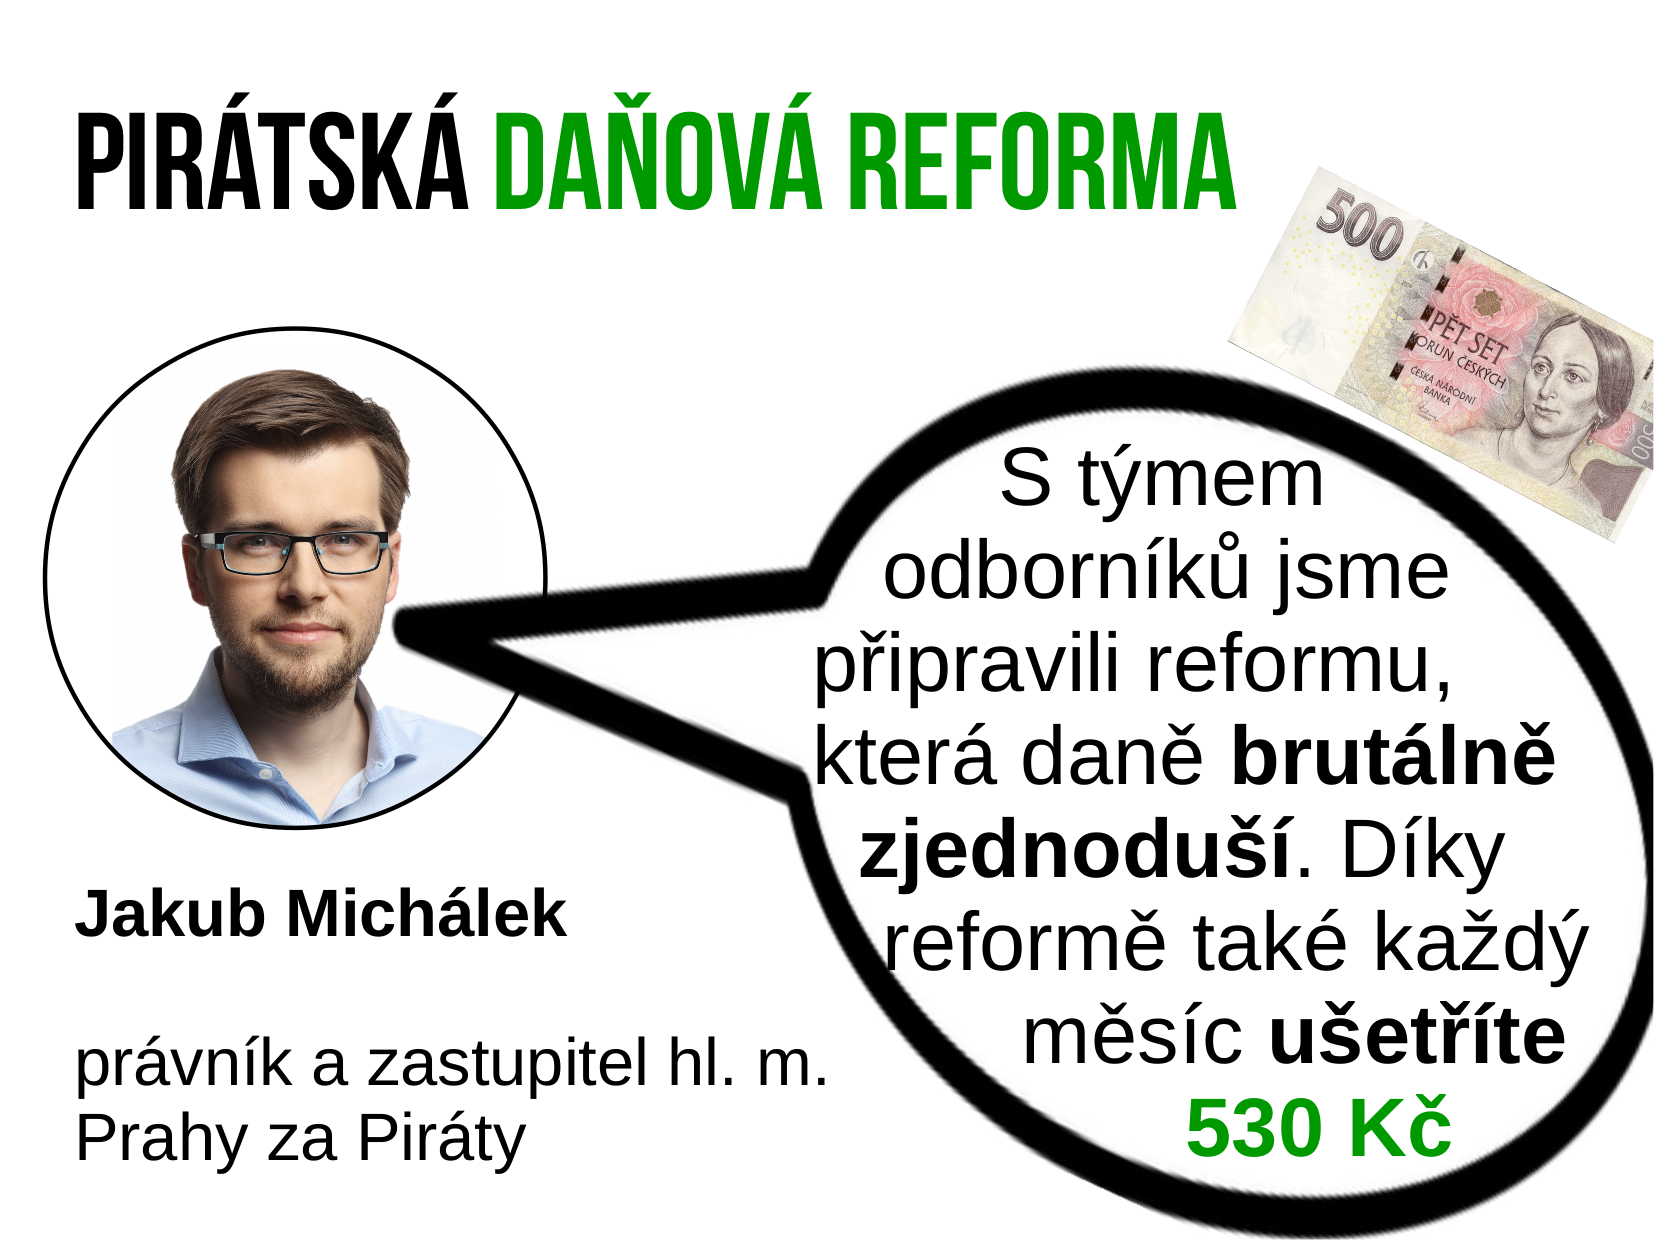 PIRÁTSKÁ DAŇOVÁ REFORMA
500
PĚT SET
KORUN ČESKÝCH
ČESKÁ NÁRODNÍ
BANKA
S týmem
odborníků jsme
připravili reformu,
která daně brutálně
zjednoduší. Díky
reformě také každý
měsíc ušetříte
530 Kč
Jakub Michálek
právník a zastupitel hl. m.
Prahy za Piráty